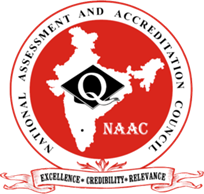 NATIONAL ASSESSMENT AND ACCREDITATION COUNCIL
Q
NAAC
EXCELLENCE • CREDIBILITY • RELEVANCE